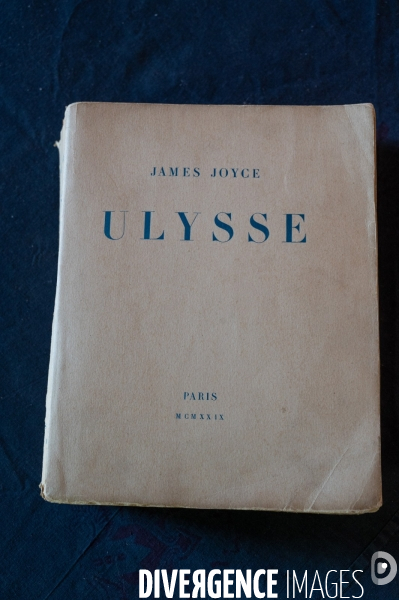 JAMES JOYCE
ULYSSE
PARIS
MCMXXIX
DIVERGENCE IMAGES